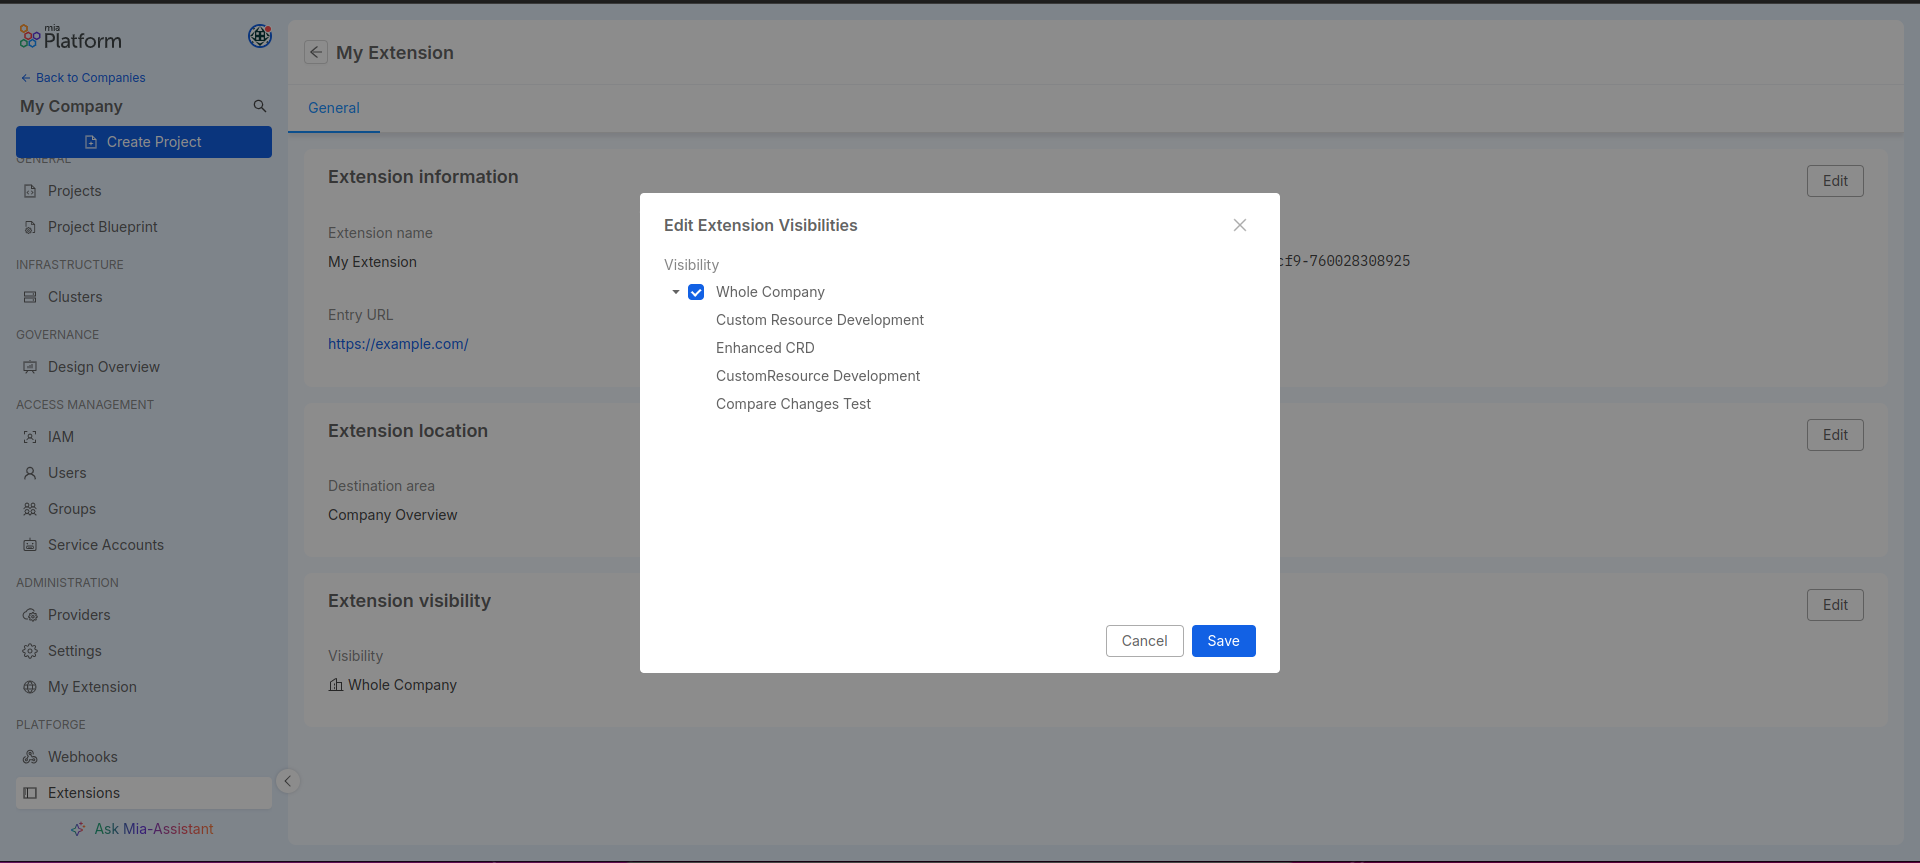 mia
Platform
Back to Companies
My Company
Create Project
GENERAL
Projects
Project Blueprint
INFRASTRUCTURE
Clusters
GOVERNANCE
Design Overview
ACCESS MANAGEMENT
IAM
Users
Groups
Service Accounts
ADMINISTRATION
Providers
Settings
My Extension
PLATFORGE
Webhooks
Extensions
Ask Mia-Assistant
My Extension
General
Extension information
Edit
Extension name
My Extension
cf9-760028308925
Entry URL
https://example.com/
Extension location
Edit
Destination area
Company Overview
Extension visibility
Edit
Visibility
Whole Company
Edit Extension Visibilities
Visibility
Whole Company
Custom Resource Development
Enhanced CRD
CustomResource Development
Compare Changes Test
Cancel
Save